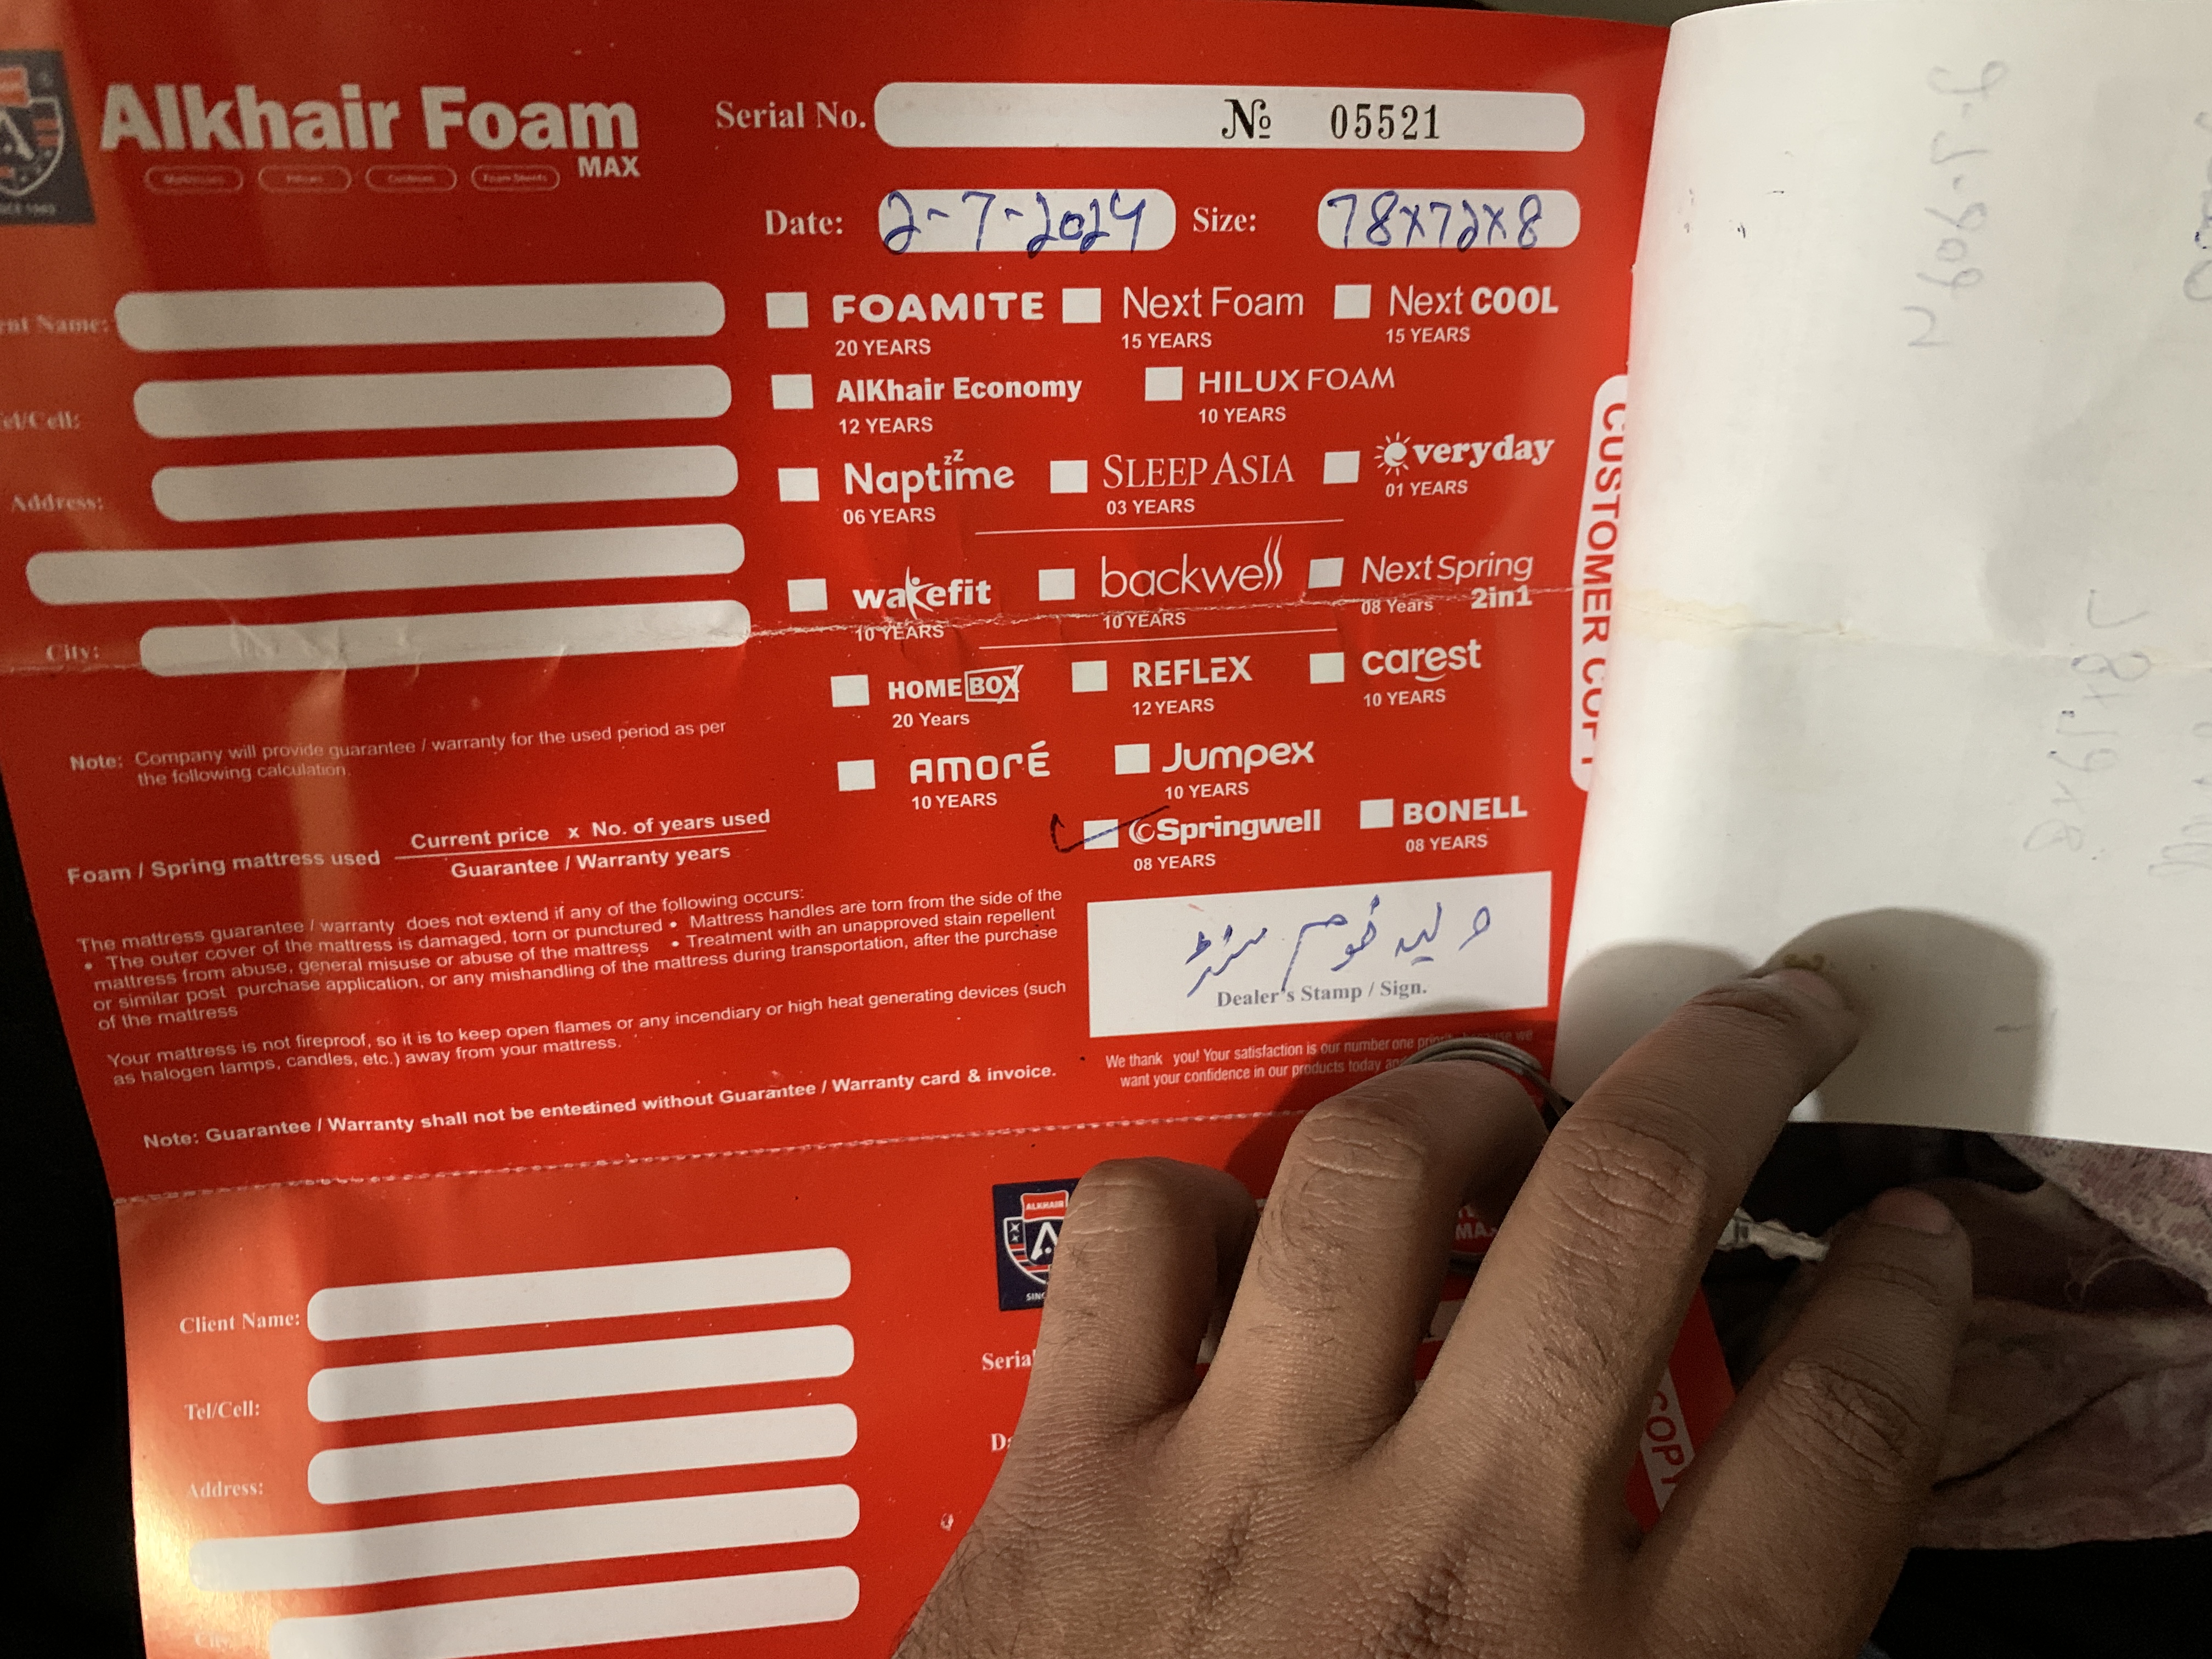 Alkhair Foam
MAX
Serial No. № 05521
Date: 2-7-2024 Size: 78x72x8
Name:
Tel/Cell:
Address:
City:
FOAMITE
20 YEARS
Next Foam
15 YEARS
Next COOL
15 YEARS
AlKhair Economy
12 YEARS
HILUX FOAM
10 YEARS
Naptime
06 YEARS
SLEEP ASIA
03 YEARS
everyday
01 YEARS
wakefit
10 YEARS
backwell
10 YEARS
Next Spring
08 Years 2in1
HOME BOX
20 Years
REFLEX
12 YEARS
carest
10 YEARS
AMORÉ
10 YEARS
Jumpex
10 YEARS
Springwell
08 YEARS
BONELL
08 YEARS
CUSTOMER COPY
Note: Company will provide guarantee / warranty for the used period as per
the following calculation.
Foam / Spring mattress used
Current price x No. of years used
Guarantee / Warranty years
The mattress guarantee / warranty does not extend if any of the following occurs:
• The outer cover of the mattress is damaged, torn or punctured • Mattress handles are torn from the side of the
mattress from abuse, general misuse or abuse of the mattress • Treatment with an unapproved stain repellent
or similar post purchase application, or any mishandling of the mattress during transportation, after the purchase
of the mattress
Your mattress is not fireproof, so it is to keep open flames or any incendiary or high heat generating devices (such
as halogen lamps, candles, etc.) away from your mattress.
Note: Guarantee / Warranty shall not be entertined without Guarantee / Warranty card & invoice.
ولید فوم سنٹر
Dealer's Stamp / Sign.
We thank you! Your satisfaction is our number one priority because we
want your confidence in our products today
ALKHAIR
Client Name:
Tel/Cell:
Address:
City
Serial
COPY